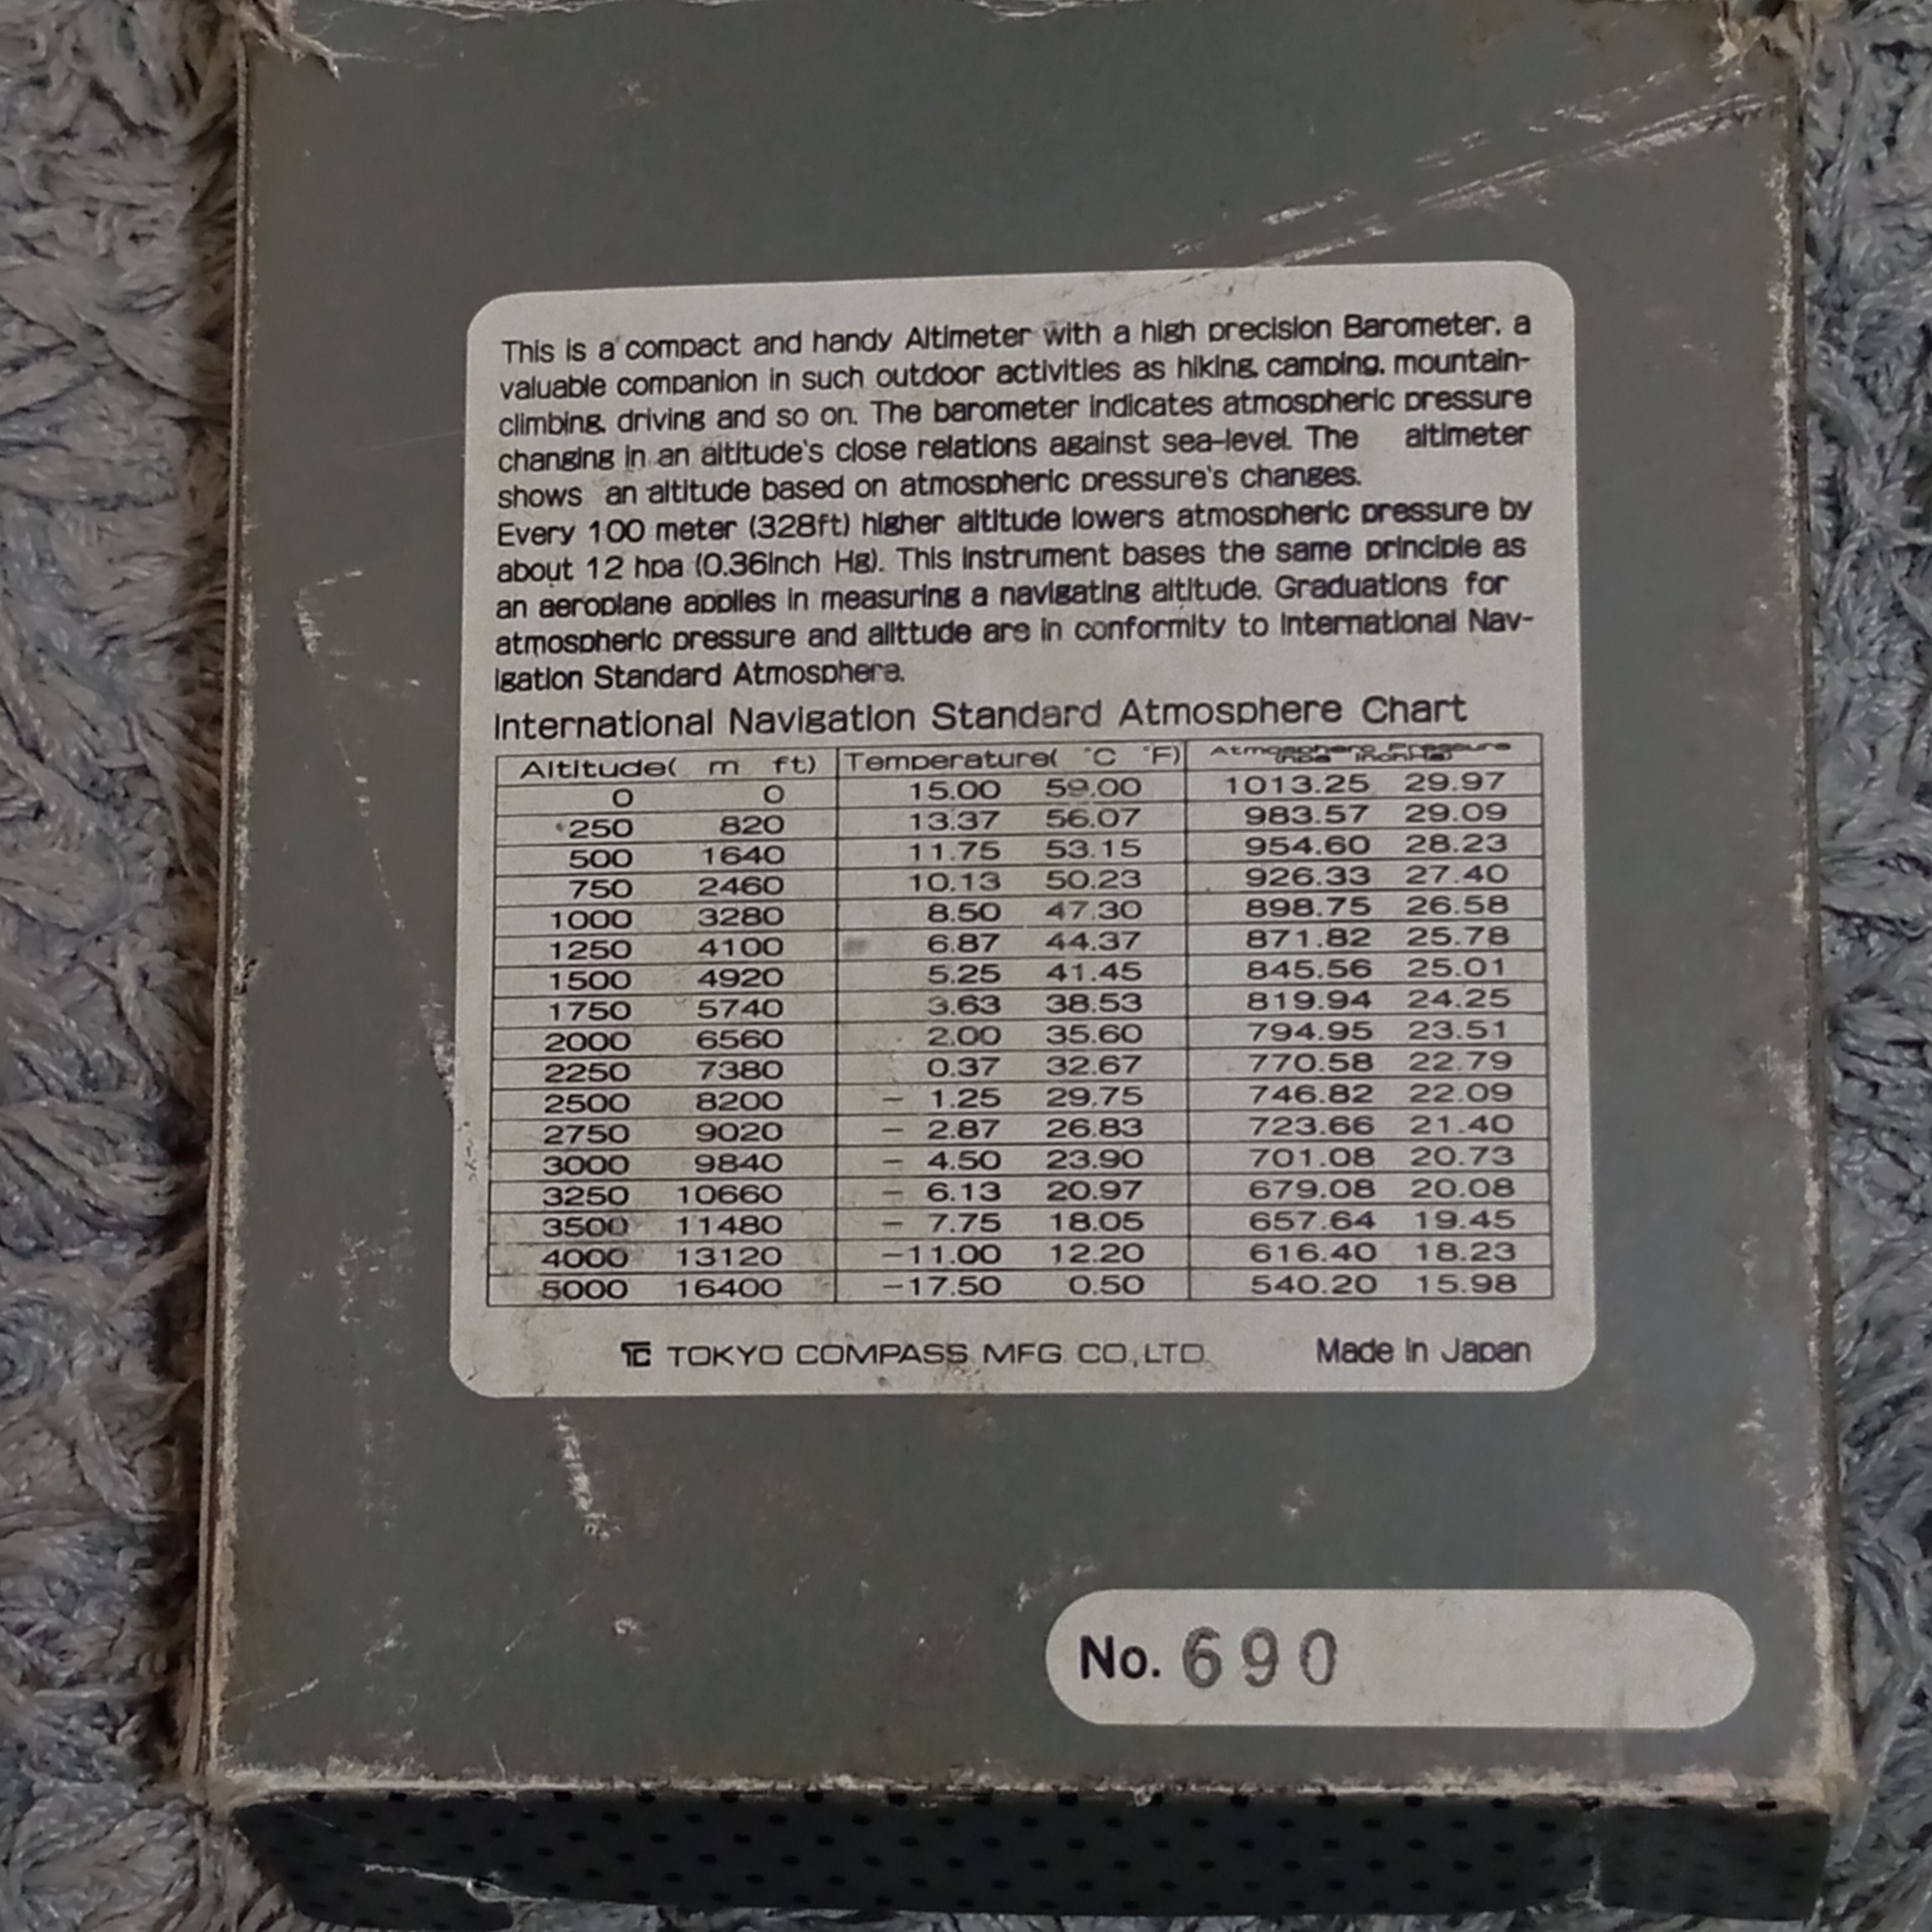 This is a compact and handy Altimeter with a high precision Barometer, a
valuable companion in such outdoor activities as hiking, camping, mountain-
climbing, driving and so on. The barometer indicates atmospheric pressure
changing in an altitude's close relations against sea-level. The altimeter
shows an altitude based on atmospheric pressure's changes.
Every 100 meter (328ft) higher altitude lowers atmospheric pressure by
about 12 hpa (0.36inch Hg). This instrument bases the same principle as
an aeroplane applies in measuring a navigating altitude. Graduations for
atmospheric pressure and alittude are in conformity to International Nav-
igation Standard Atmosphere.
International Navigation Standard Atmosphere Chart
Altitude( m ft) Temperature( °C °F) Atmosphere Pressure
(hpa inchHg)
0 0 15.00 59.00 1013.25 29.97
250 820 13.37 56.07 983.57 29.09
500 1640 11.75 53.15 954.60 28.23
750 2460 10.13 50.23 926.33 27.40
1000 3280 8.50 47.30 898.75 26.58
1250 4100 6.87 44.37 871.82 25.78
1500 4920 5.25 41.45 845.56 25.01
1750 5740 3.63 38.53 819.94 24.25
2000 6560 2.00 35.60 794.95 23.51
2250 7380 0.37 32.67 770.58 22.79
2500 8200 - 1.25 29.75 746.82 22.09
2750 9020 - 2.87 26.83 723.66 21.40
3000 9840 - 4.50 23.90 701.08 20.73
3250 10660 - 6.13 20.97 679.08 20.08
3500 11480 - 7.75 18.05 657.64 19.45
4000 13120 -11.00 12.20 616.40 18.23
5000 16400 -17.50 0.50 540.20 15.98
TC TOKYO COMPASS MFG. CO.,LTD. Made in Japan
No. 690